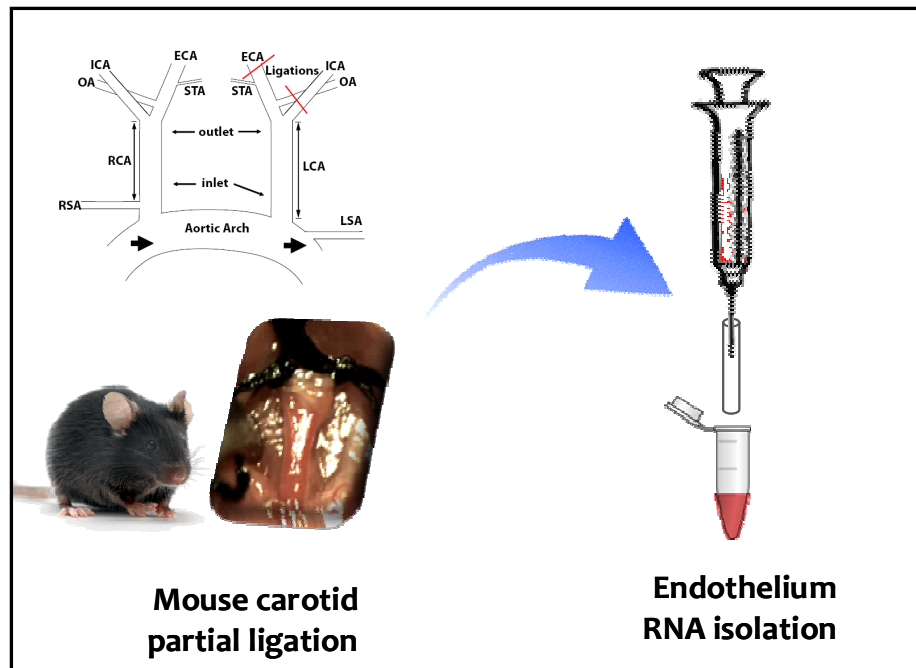 ECA
ECA
ICA
Ligations
ICA
OA
STA
STA
OA
outlet
RCA
LCA
inlet
RSA
LSA
Aortic Arch
Mouse carotid
partial ligation
Endothelium
RNA isolation